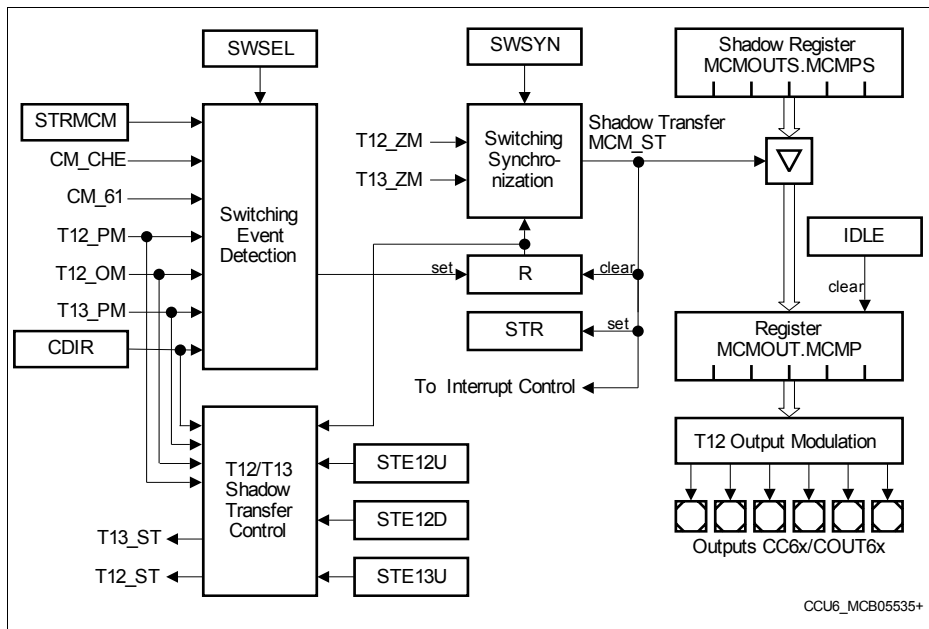 SWSEL
SWSYN
Shadow Register
MCMOUTS.MCMPS
STRMCM
CM_CHE
CM_61
T12_PM
T12_OM
T13_PM
CDIR
Switching
Event
Detection
T12_ZM
T13_ZM
Switching
Synchro-
nization
Shadow Transfer
MCM_ST
IDLE
clear
set
R
clear
STR
set
To Interrupt Control
Register
MCMOUT.MCMP
T12 Output Modulation
Outputs CC6x/COUT6x
T12/T13
Shadow
Transfer
Control
STE12U
STE12D
STE13U
T13_ST
T12_ST
CCU6_MCB05535+